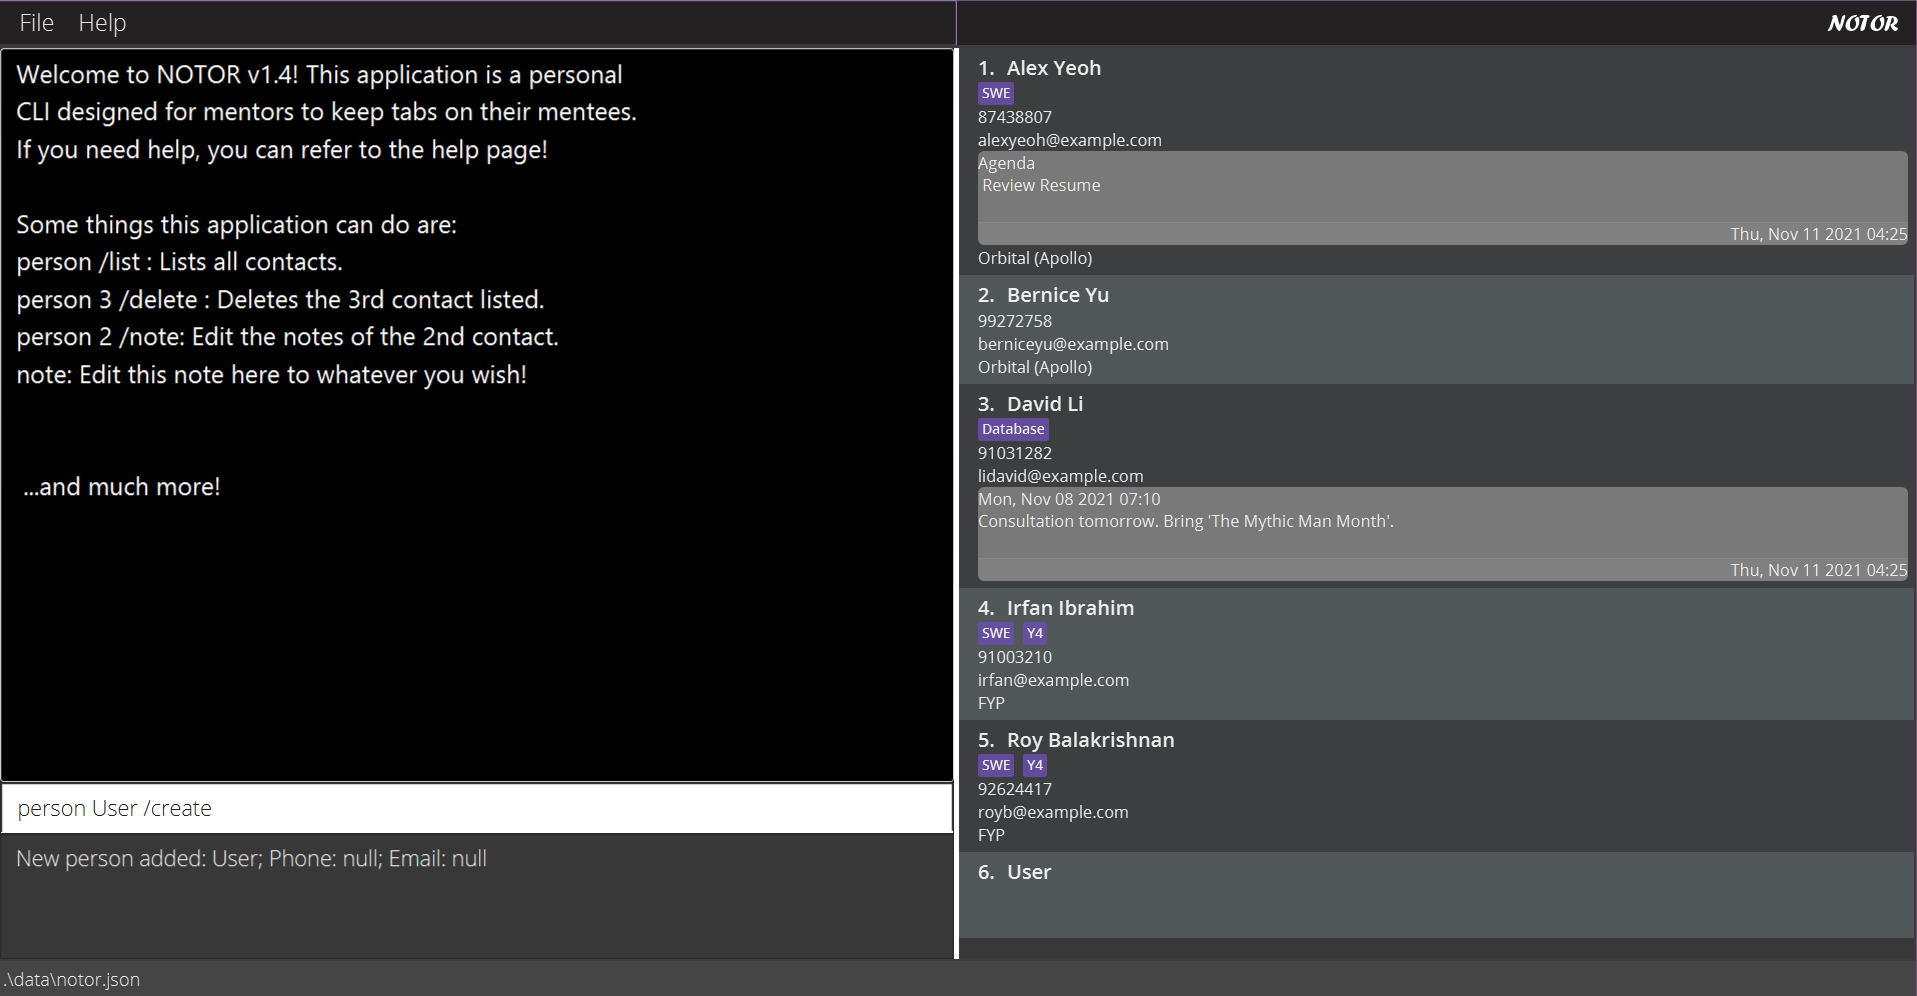 File Help
NOTOR
Welcome to NOTOR v1.4! This application is a personal
CLI designed for mentors to keep tabs on their mentees.
If you need help, you can refer to the help page!
Some things this application can do are:
person /list : Lists all contacts.
person 3 /delete : Deletes the 3rd contact listed.
person 2 /note: Edit the notes of the 2nd contact.
note: Edit this note here to whatever you wish!
...and much more!
person User /create
New person added: User; Phone: null; Email: null
1. Alex Yeoh
SWE
87438807
alexyeoh@example.com
Agenda
Review Resume
Thu, Nov 11 2021 04:25
Orbital (Apollo)
2. Bernice Yu
99272758
berniceyu@example.com
Orbital (Apollo)
3. David Li
Database
91031282
lidavid@example.com
Mon, Nov 08 2021 07:10
Consultation tomorrow. Bring 'The Mythic Man Month'.
Thu, Nov 11 2021 04:25
4. Irfan Ibrahim
SWE Y4
91003210
irfan@example.com
FYP
5. Roy Balakrishnan
SWE Y4
92624417
royb@example.com
FYP
6. User
.\data\notor.json